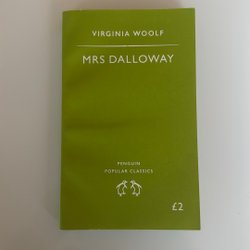 VIRGINIA WOOLF
MRS DALLOWAY
PENGUIN
POPULAR CLASSICS
£2